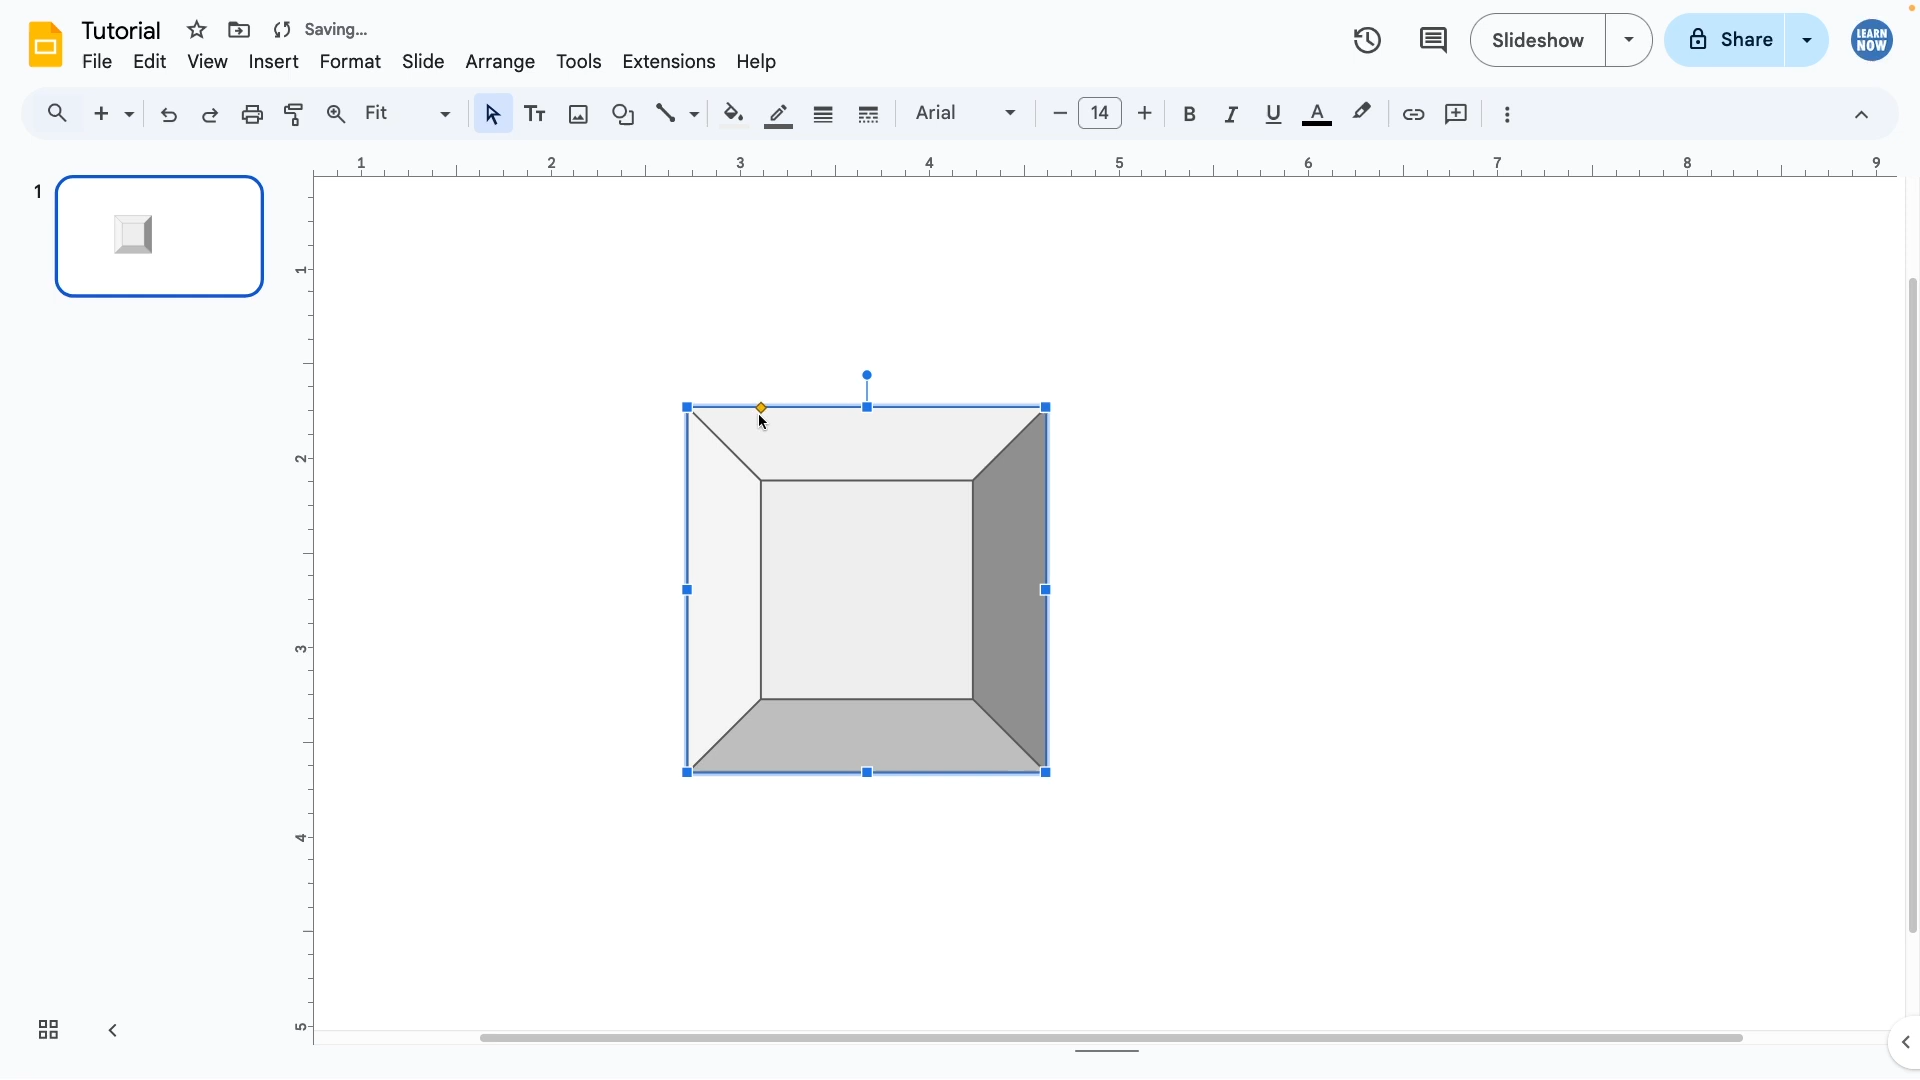 Tutorial
Saving...
File Edit View Insert Format Slide Arrange Tools Extensions Help
Slideshow
Share
LEARN
NOW
Fit
Arial
14
B I U A
1 2 3 4 5 6 7 8 9
1
1
2
3
4
5